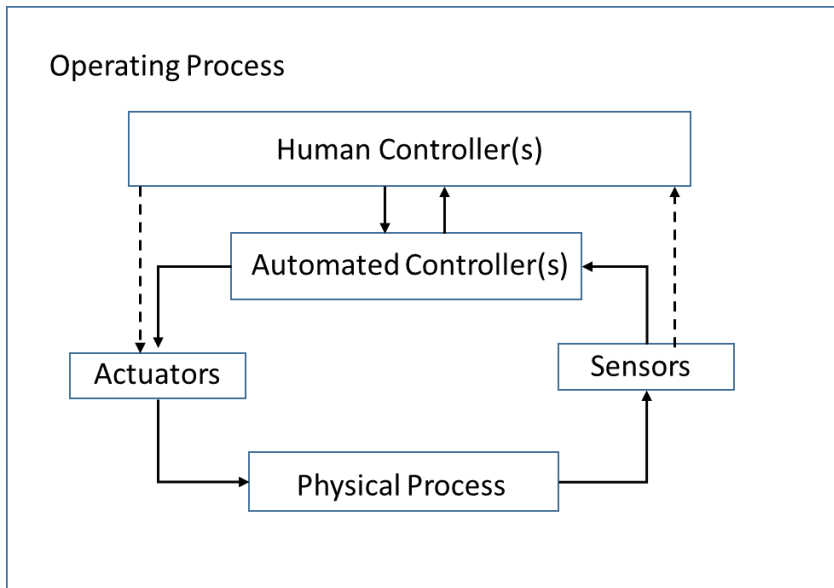 Operating Process
Human Controller(s)
Automated Controller(s)
Actuators
Sensors
Physical Process